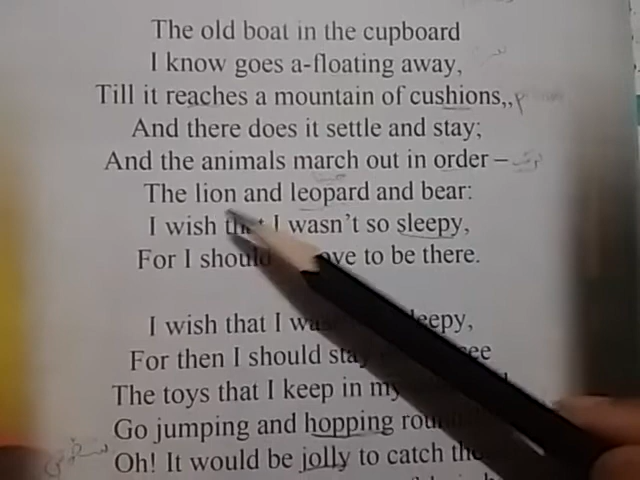 The old boat in the cupboard
I know goes a-floating away,
Till it reaches a mountain of cushions,,
And there does it settle and stay;
And the animals march out in order –
The lion and leopard and bear:
I wish that I wasn't so sleepy,
For I should to be there.
I wish that I
For then I should
The toys that I keep in my
Go jumping and hopping
Oh! It would be jolly to catch